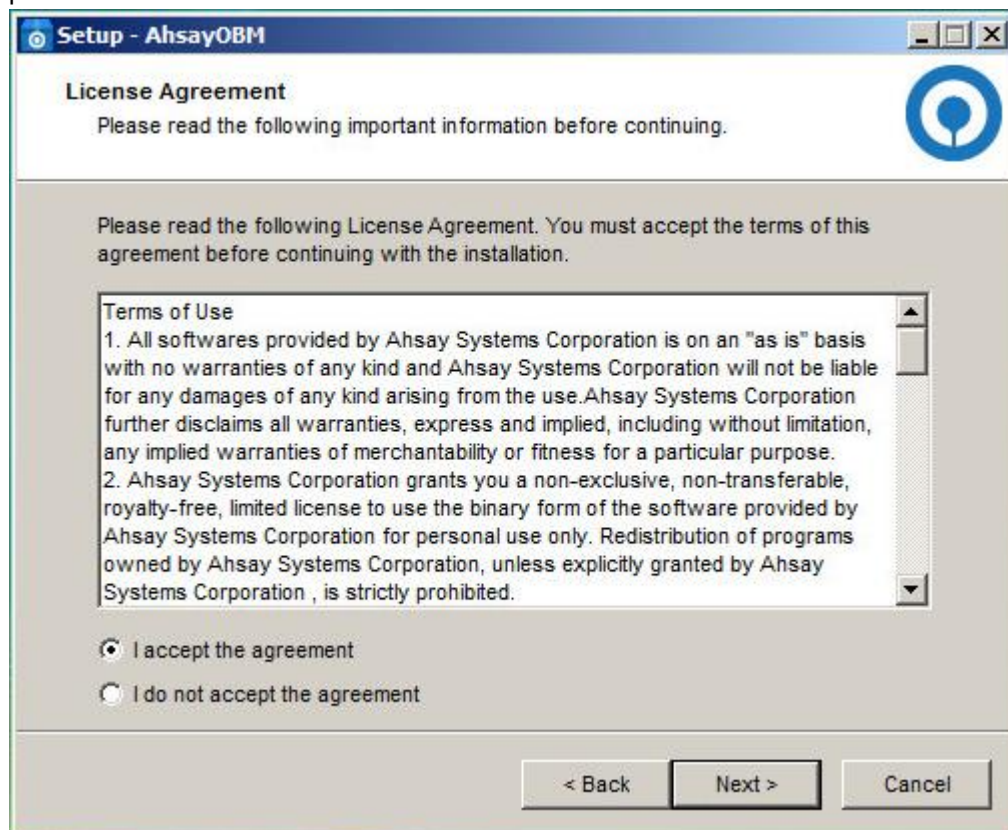 Setup - AhsayOBM
License Agreement
Please read the following important information before continuing.
Please read the following License Agreement. You must accept the terms of this
agreement before continuing with the installation.
Terms of Use
1. All softwares provided by Ahsay Systems Corporation is on an "as is" basis
with no warranties of any kind and Ahsay Systems Corporation will not be liable
for any damages of any kind arising from the use.Ahsay Systems Corporation
further disclaims all warranties, express and implied, including without limitation,
any implied warranties of merchantability or fitness for a particular purpose.
2. Ahsay Systems Corporation grants you a non-exclusive, non-transferable,
royalty-free, limited license to use the binary form of the software provided by
Ahsay Systems Corporation for personal use only. Redistribution of programs
owned by Ahsay Systems Corporation, unless explicitly granted by Ahsay
Systems Corporation , is strictly prohibited.
I accept the agreement
I do not accept the agreement
< Back Next > Cancel